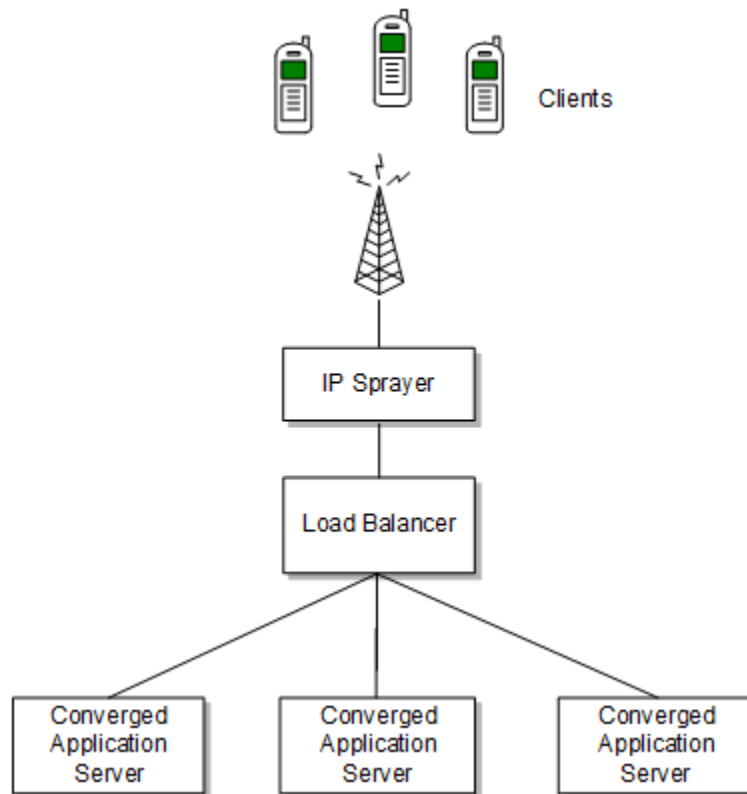 Clients
IP Sprayer
Load Balancer
Converged
Application
Server
Converged
Application
Server
Converged
Application
Server